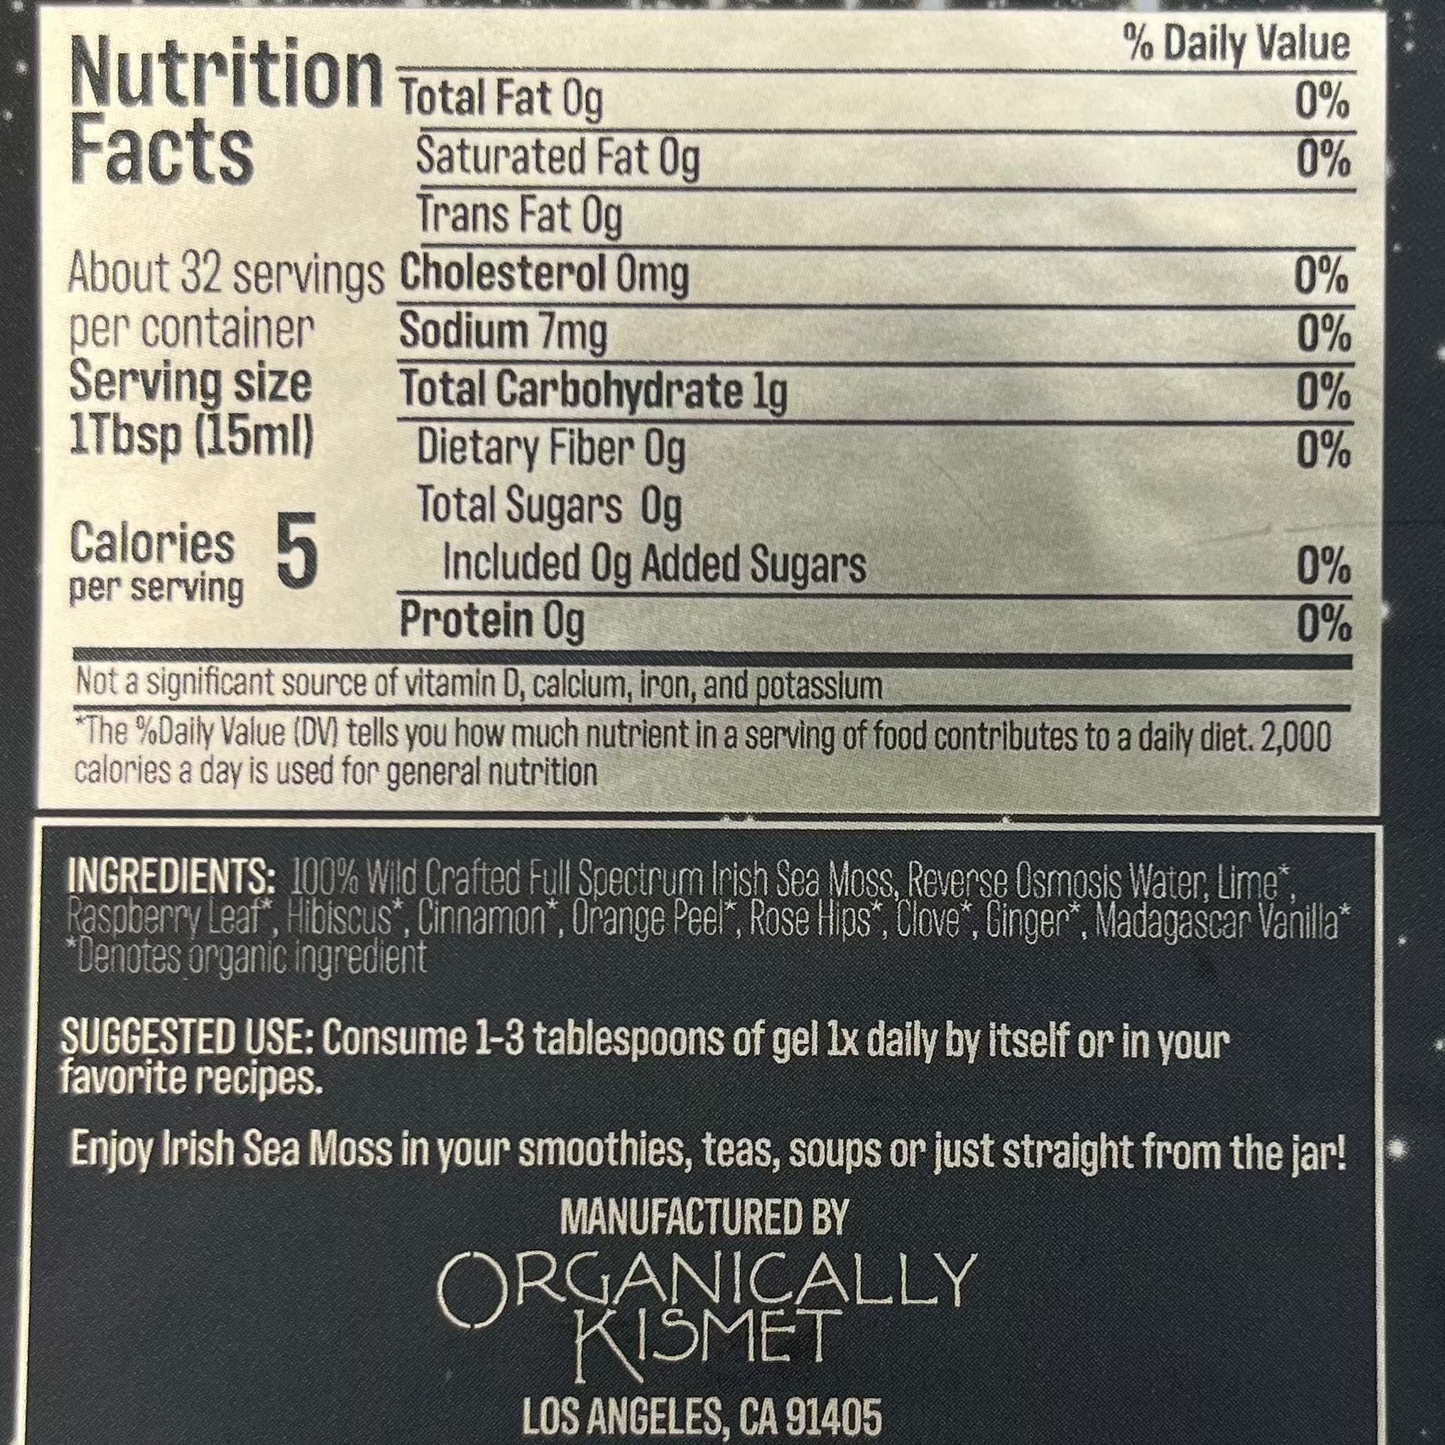 Nutrition
Facts
About 32 servings
per container
Serving size
1Tbsp (15ml)
Calories 5
per serving
% Daily Value
Total Fat 0g 0%
Saturated Fat 0g 0%
Trans Fat 0g
Cholesterol 0mg 0%
Sodium 7mg 0%
Total Carbohydrate 1g 0%
Dietary Fiber 0g 0%
Total Sugars 0g
Included 0g Added Sugars 0%
Protein 0g 0%
Not a significant source of vitamin D, calcium, iron, and potassium
*The %Daily Value (DV) tells you how much nutrient in a serving of food contributes to a daily diet. 2,000
calories a day is used for general nutrition
INGREDIENTS: 100% Wild Crafted Full Spectrum Irish Sea Moss, Reverse Osmosis Water, Lime*,
Raspberry Leaf*, Hibiscus*, Cinnamon*, Orange Peel*, Rose Hips*, Clove*, Ginger*, Madagascar Vanilla*
*Denotes organic ingredient
SUGGESTED USE: Consume 1-3 tablespoons of gel 1x daily by itself or in your
favorite recipes.
Enjoy Irish Sea Moss in your smoothies, teas, soups or just straight from the jar!
MANUFACTURED BY
ORGANICALLY
KISMET
LOS ANGELES, CA 91405